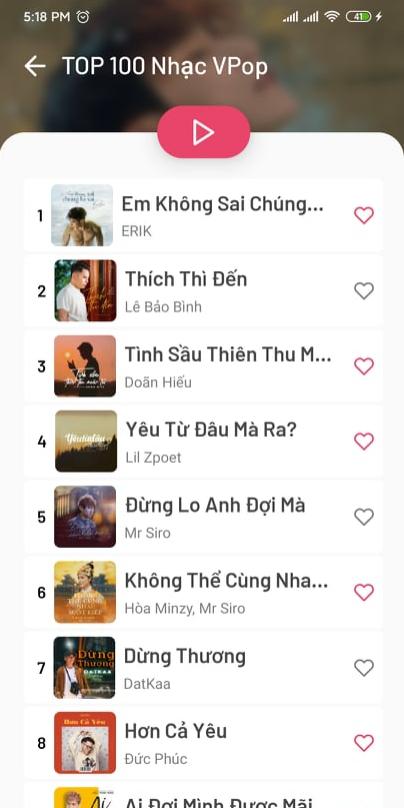 5:18 PM
41
TOP 100 Nhạc VPop
1
Em Không Sai Chúng...
ERIK
2
Thích Thì Đến
Lê Bảo Bình
3
Tình Sầu Thiên Thu M...
Doãn Hiếu
4
Yêu Từ Đâu Mà Ra?
Lil Zpoet
5
Đừng Lo Anh Đợi Mà
Mr Siro
6
Không Thể Cùng Nha...
Hòa Minzy, Mr Siro
7
Dừng Thương
DatKaa
8
Hơn Cả Yêu
Đức Phúc
Ai Đợi Mình Được Mãi